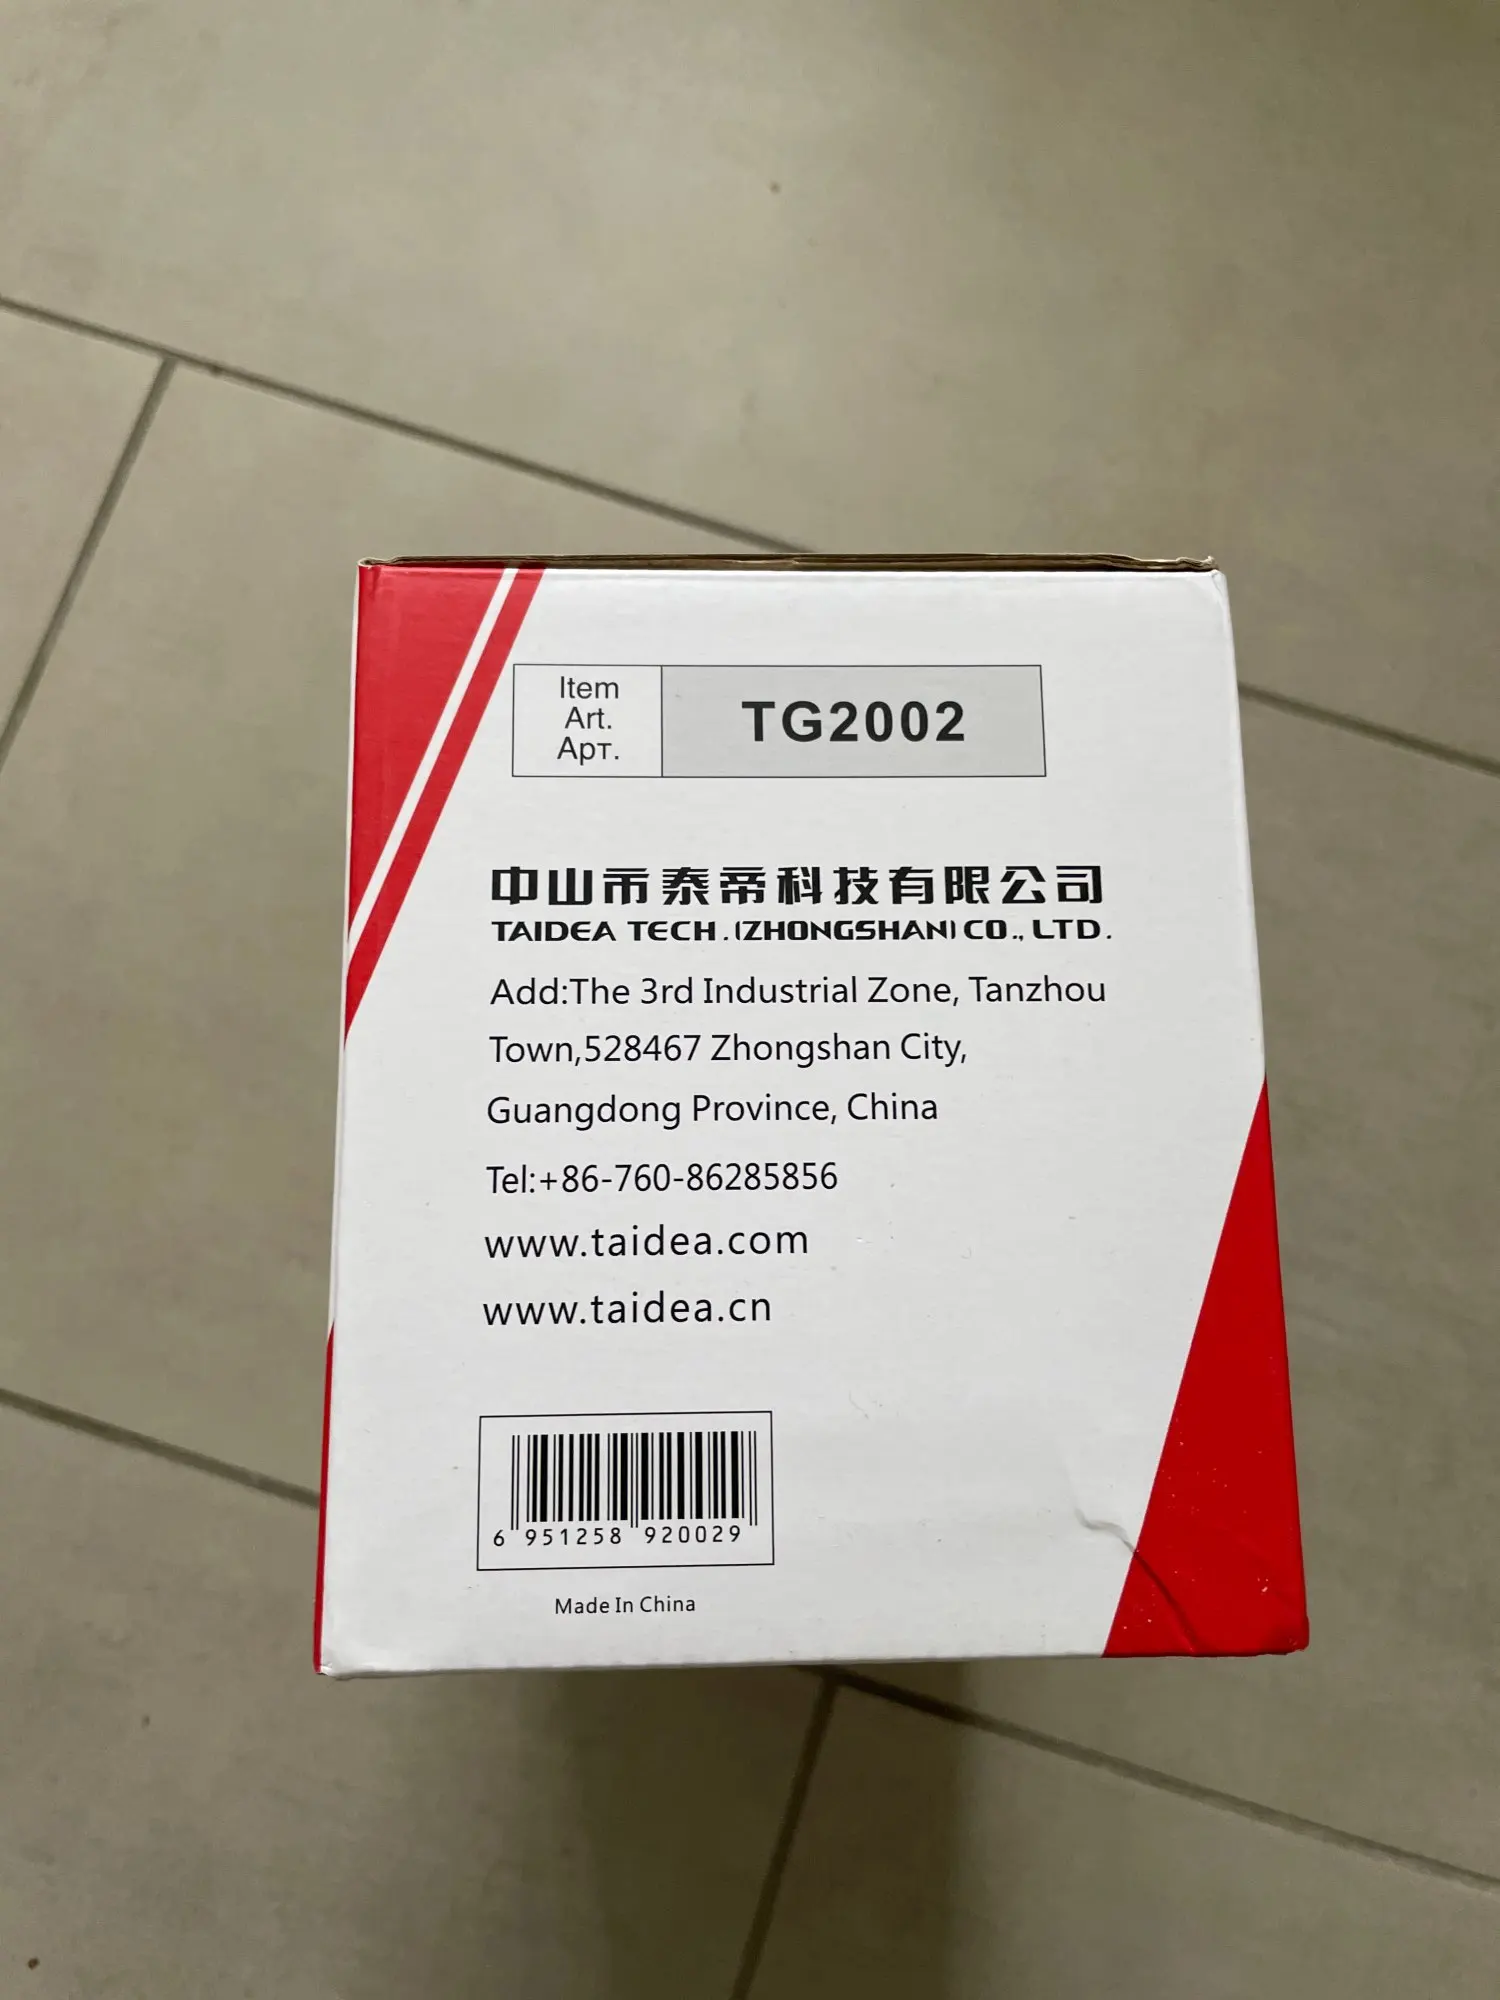 Item
Art.
Арт.
TG2002
中山市泰帝科技有限公司
TAIDEA TECH.(ZHONGSHAN) CO., LTD.
Add:The 3rd Industrial Zone, Tanzhou
Town,528467 Zhongshan City,
Guangdong Province, China
Tel:+86-760-86285856
www.taidea.com
www.taidea.cn
6 951258 920029
Made In China